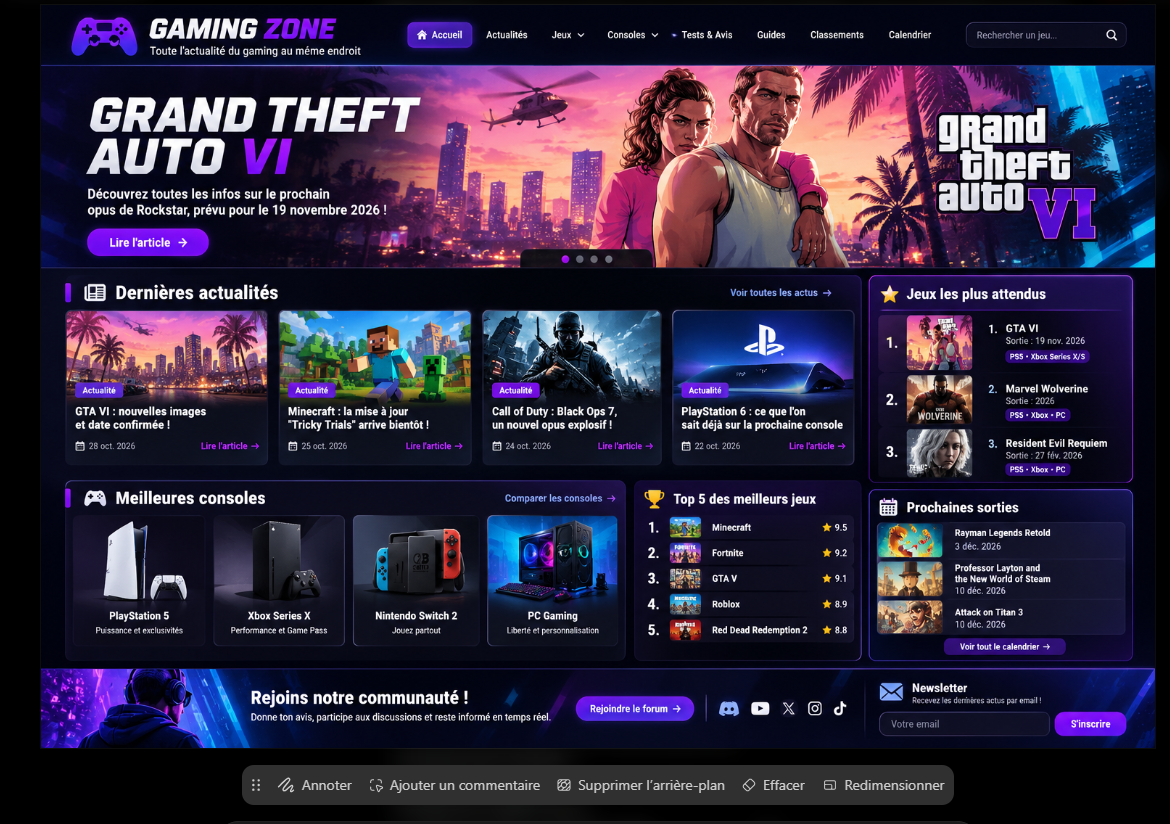 GAMING ZONE
Toute l'actualité du gaming au même endroit
Accueil
Actualités
Jeux
Consoles
Tests & Avis
Guides
Classements
Calendrier
Rechercher un jeu...
GRAND THEFT
AUTO VI
Découvrez toutes les infos sur le prochain
opus de Rockstar, prévu pour le 19 novembre 2026 !
Lire l'article →
grand
theft
auto VI
Dernières actualités
Voir toutes les actus →
Actualité
GTA VI : nouvelles images
et date confirmée !
28 oct. 2026
Lire l'article →
Actualité
Minecraft : la mise à jour
"Tricky Trials" arrive bientôt !
25 oct. 2026
Lire l'article →
Actualité
Call of Duty : Black Ops 7,
un nouvel opus explosif !
24 oct. 2026
Lire l'article →
Actualité
PlayStation 6 : ce que l'on
sait déjà sur la prochaine console
22 oct. 2026
Lire l'article →
Jeux les plus attendus
1.
1. GTA VI
Sortie : 19 nov. 2026
PS5 • Xbox Series X/S
2.
WOLVERINE
2. Marvel Wolverine
Sortie : 2026
PS5 • Xbox • PC
3.
3. Resident Evil Requiem
Sortie : 27 fév. 2026
PS5 • Xbox • PC
Meilleures consoles
Comparer les consoles →
PlayStation 5
Puissance et exclusivités
Xbox Series X
Performance et Game Pass
Nintendo Switch 2
Jouez partout
PC Gaming
Liberté et personnalisation
Top 5 des meilleurs jeux
1. Minecraft 9.5
2. Fortnite 9.2
3. GTA V 9.1
4. Roblox 8.9
5. Red Dead Redemption 2 8.8
Prochaines sorties
Rayman Legends Retold
3 déc. 2026
Professor Layton and
the New World of Steam
10 déc. 2026
Attack on Titan 3
10 déc. 2026
Voir tout le calendrier →
Rejoins notre communauté !
Donne ton avis, participe aux discussions et reste informé en temps réel.
Rejoindre le forum →
Newsletter
Recevez les dernières actus par email !
Votre email
S'inscrire
Annoter
Ajouter un commentaire
Supprimer l'arrière-plan
Effacer
Redimensionner